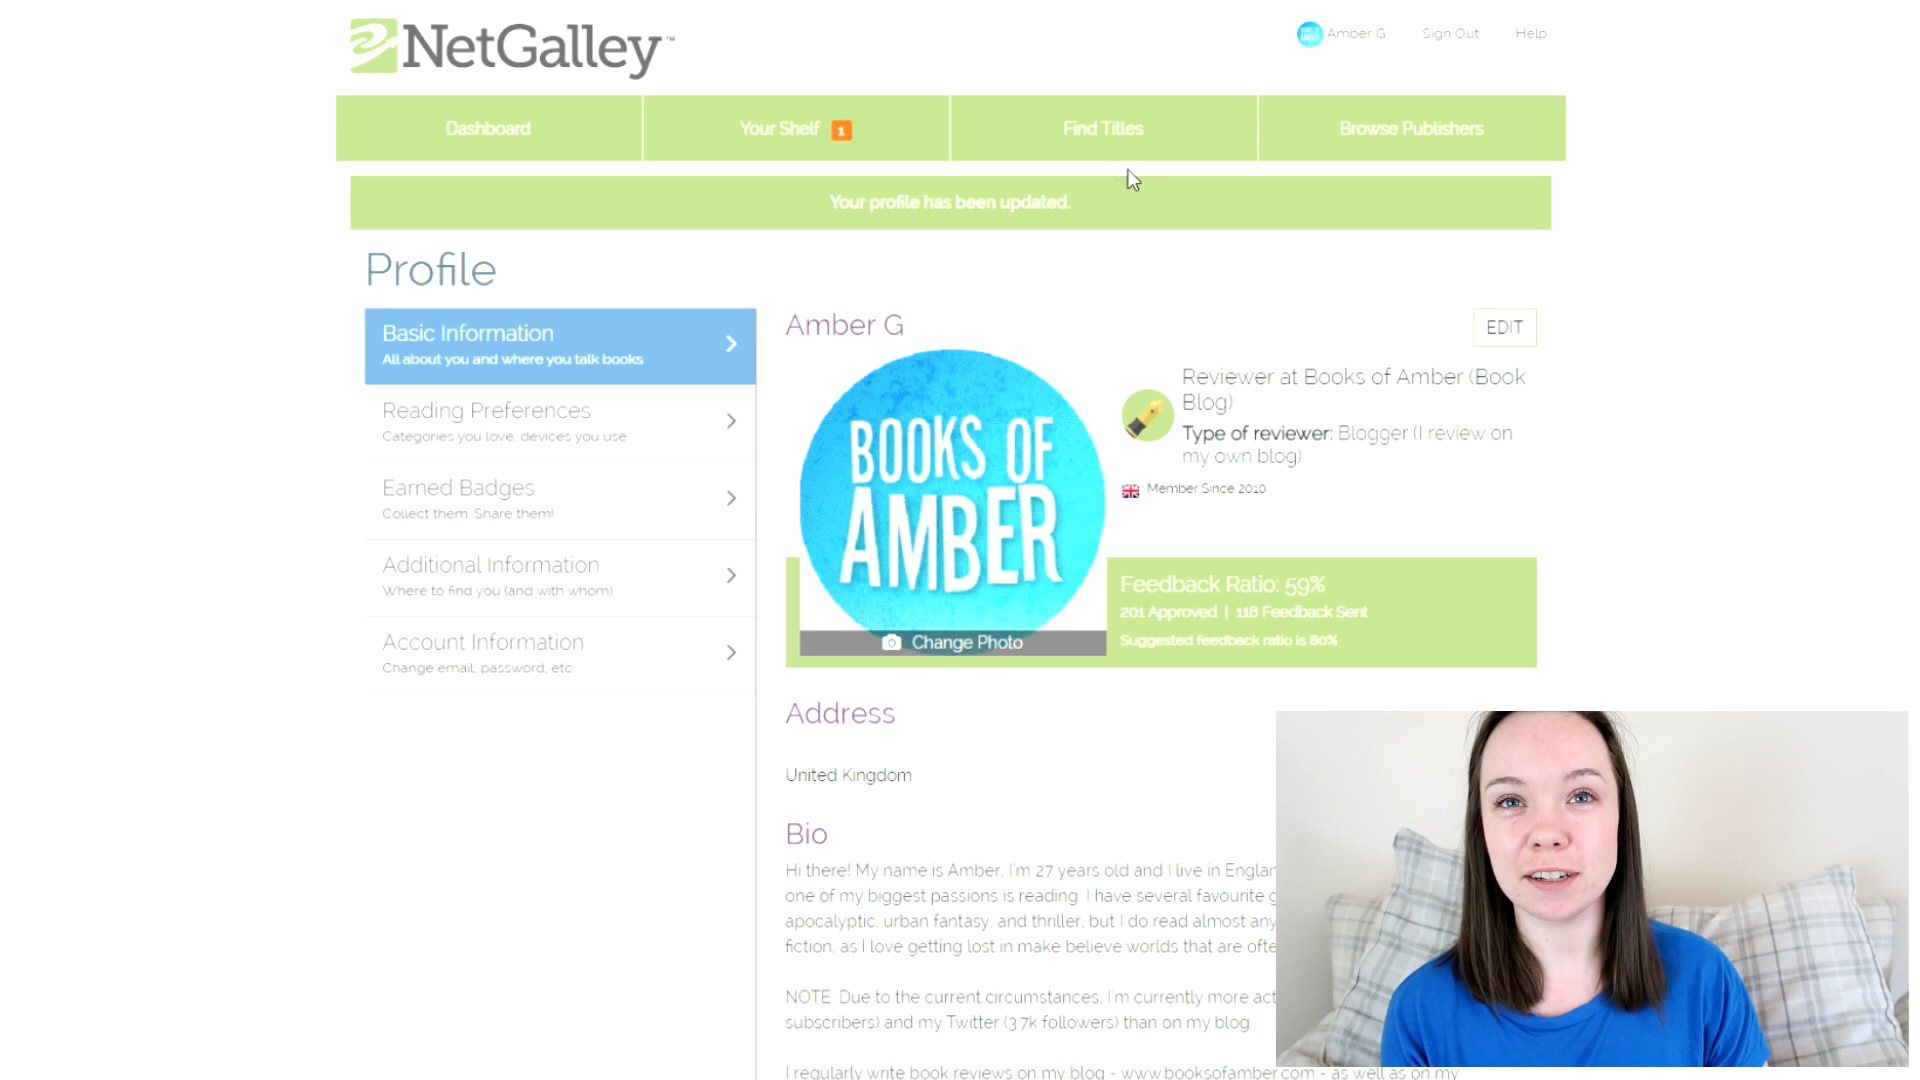 NetGalley™
Amber G Sign Out Help
Dashboard Your Shelf 1 Find Titles Browse Publishers
Your profile has been updated.
Profile
Basic Information
All about you and where you talk books
Reading Preferences
Categories you love, devices you use
Earned Badges
Collect them. Share them!
Additional Information
Where to find you (and with whom)
Account Information
Change email, password, etc
Amber G
EDIT
BOOKS OF
AMBER
Change Photo
Reviewer at Books of Amber (Book
Blog)
Type of reviewer: Blogger (I review on
my own blog)
Member Since 2010
Feedback Ratio: 59%
201 Approved | 118 Feedback Sent
Suggested feedback ratio is 80%
Address
United Kingdom
Bio
Hi there! My name is Amber, I'm 27 years old and I live in Englan
one of my biggest passions is reading. I have several favourite g
apocalyptic, urban fantasy, and thriller, but I do read almost any
fiction, as I love getting lost in make believe worlds that are ofte
NOTE: Due to the current circumstances, I'm currently more act
subscribers) and my Twitter (3.7k followers) than on my blog
I regularly write book reviews on my blog - www.booksofamber.com - as well as on my